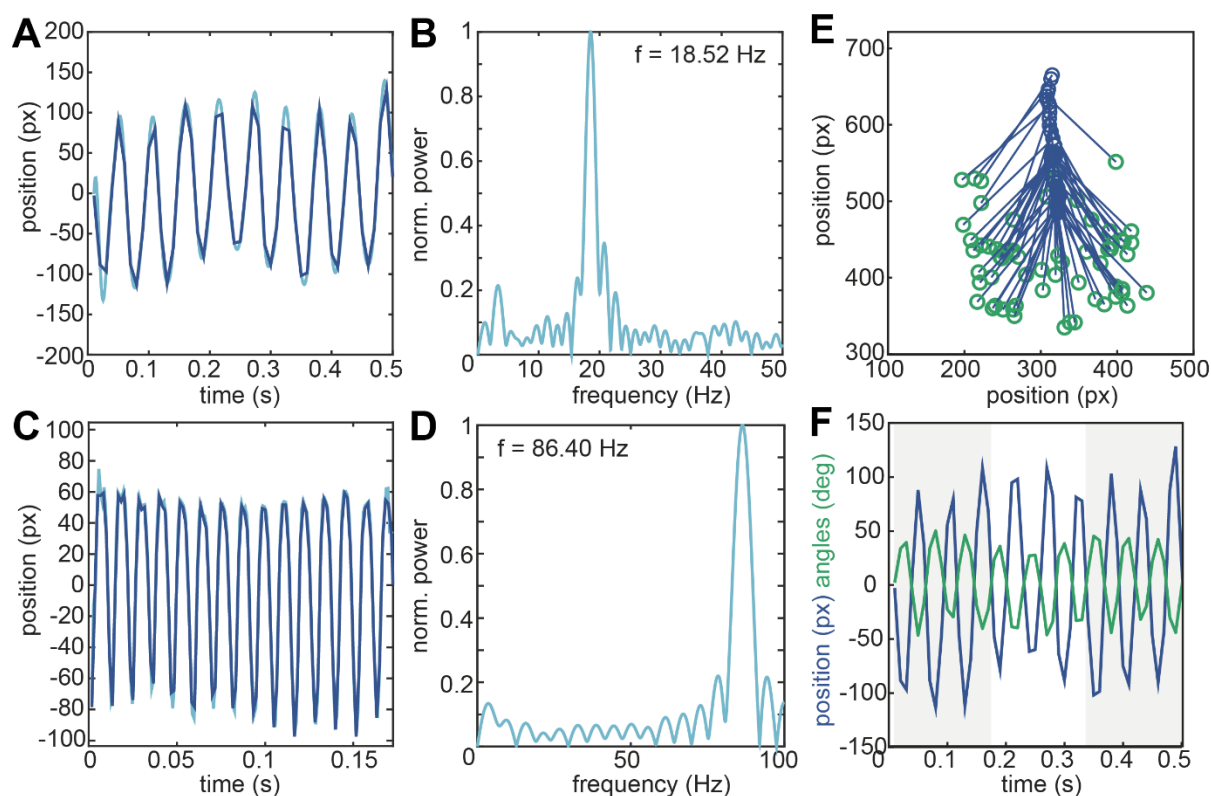 A
200
150
100
50
0
-50
-100
-150
-200
position (px)
0 0.1 0.2 0.3 0.4 0.5
time (s)
B
f = 18.52 Hz
1
0.8
0.6
0.4
0.2
0
norm. power
10 20 30 40 50
frequency (Hz)
E
700
600
500
400
300
position (px)
100 200 300 400 500
position (px)
C
100
80
60
40
20
0
-20
-40
-60
-80
-100
position (px)
0 0.05 0.1 0.15
time (s)
D
f = 86.40 Hz
1
0.8
0.6
0.4
0.2
0
norm. power
50 100
frequency (Hz)
F
150
100
50
0
-50
-100
-150
position (px) angles (deg)
0 0.1 0.2 0.3 0.4 0.5
time (s)